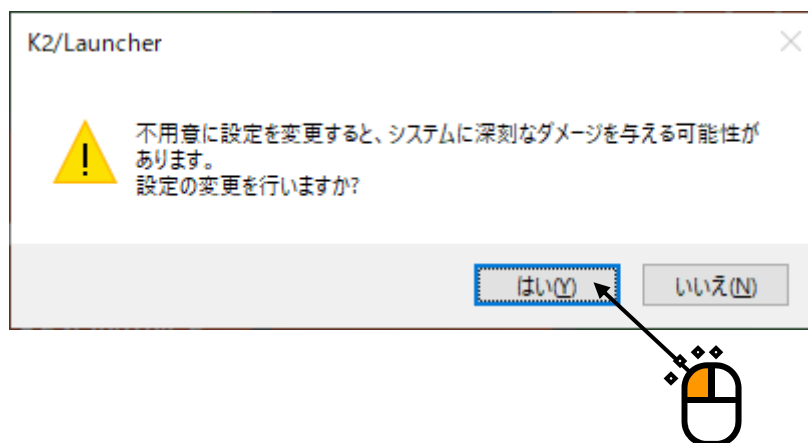 K2/Launcher
不用意に設定を変更すると、システムに深刻なダメージを与える可能性が
あります。
設定の変更を行いますか?
はい(Y)
いいえ(N)